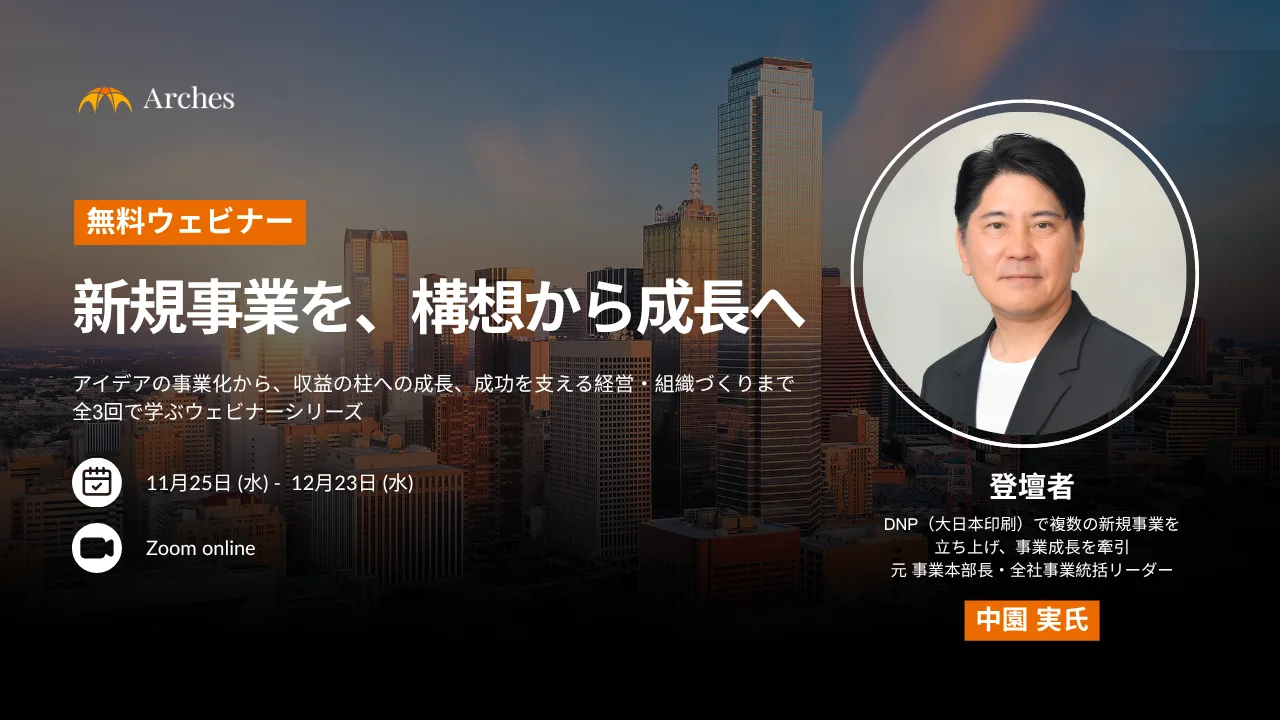 Arches
無料ウェビナー
新規事業を、構想から成長へ
アイデアの事業化から、収益の柱への成長、成功を支える経営・組織づくりまで
全3回で学ぶウェビナーシリーズ
11月25日 (水) - 12月23日 (水)
Zoom online
登壇者
DNP（大日本印刷）で複数の新規事業を
立ち上げ、事業成長を牽引
元 事業本部長・全社事業統括リーダー
中園 実氏